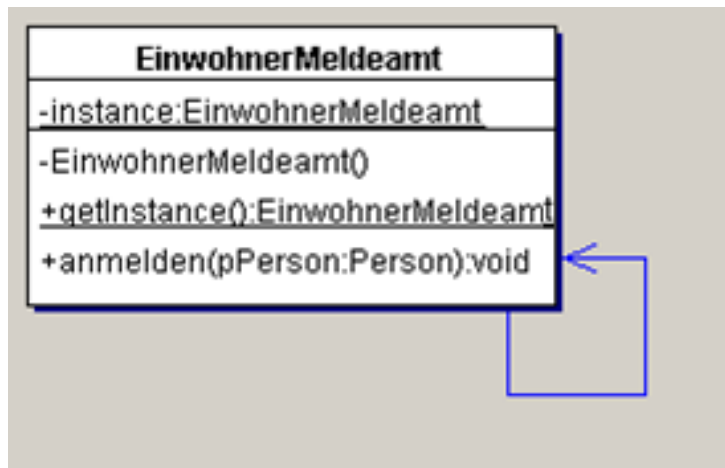 EinwohnerMeldeamt
-instance:EinwohnerMeldeamt
-EinwohnerMeldeamt()
+getInstance():EinwohnerMeldeamt
+anmelden(pPerson:Person):void